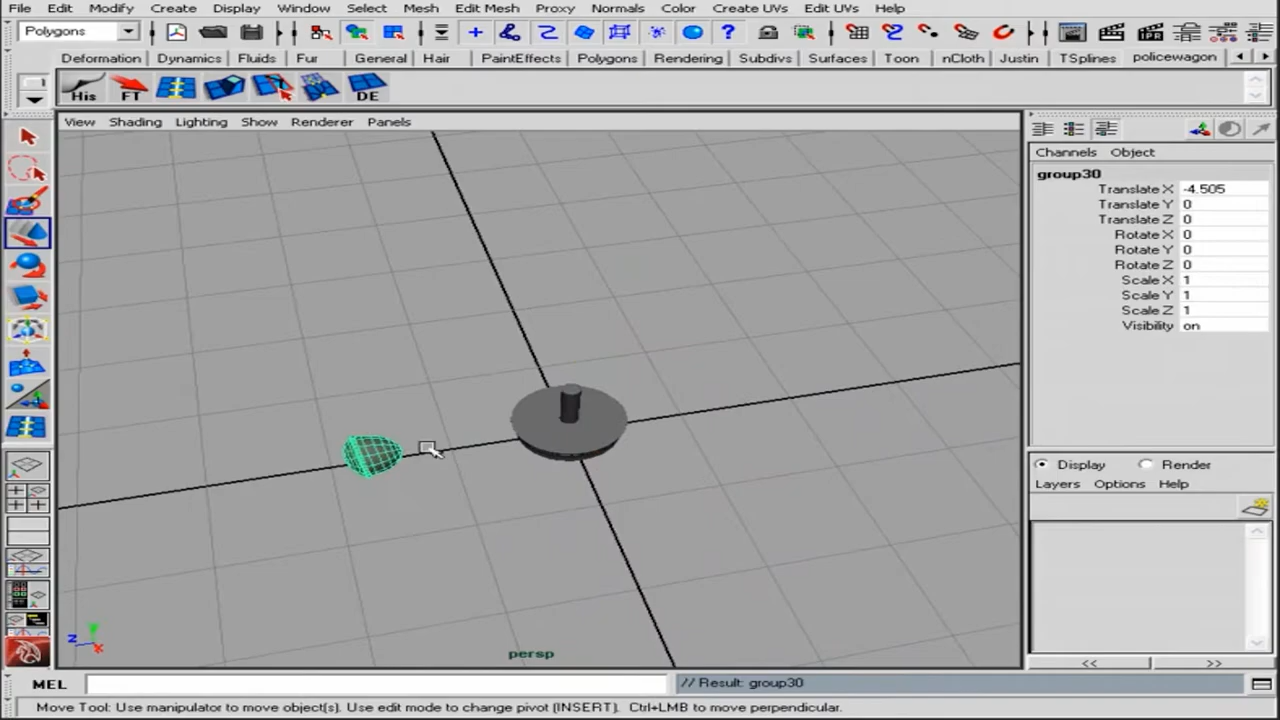 File Edit Modify Create Display Window Select Mesh Edit Mesh Proxy Normals Color Create UVs Edit UVs Help
Polygons
Deformation Dynamics Fluids Fur General Hair PaintEffects Polygons Rendering Subdivs Surfaces Toon nCloth Justin TSplines policewagon
His FT DE
View Shading Lighting Show Renderer Panels
Channels Object
group30
Translate X -4.505
Translate Y 0
Translate Z 0
Rotate X 0
Rotate Y 0
Rotate Z 0
Scale X 1
Scale Y 1
Scale Z 1
Visibility on
Display Render
Layers Options Help
z y x
persp
<< >>
MEL // Result: group30
Move Tool: Use manipulator to move object(s). Use edit mode to change pivot [INSERT]. Ctrl+LMB to move perpendicular.